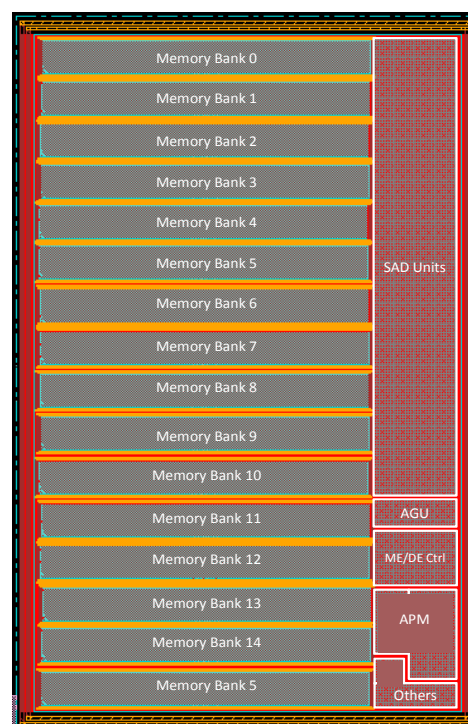 Memory Bank 0
Memory Bank 1
Memory Bank 2
Memory Bank 3
Memory Bank 4
Memory Bank 5
Memory Bank 6
Memory Bank 7
Memory Bank 8
Memory Bank 9
Memory Bank 10
Memory Bank 11
Memory Bank 12
Memory Bank 13
Memory Bank 14
Memory Bank 5
SAD Units
AGU
ME/DE Ctrl
APM
Others